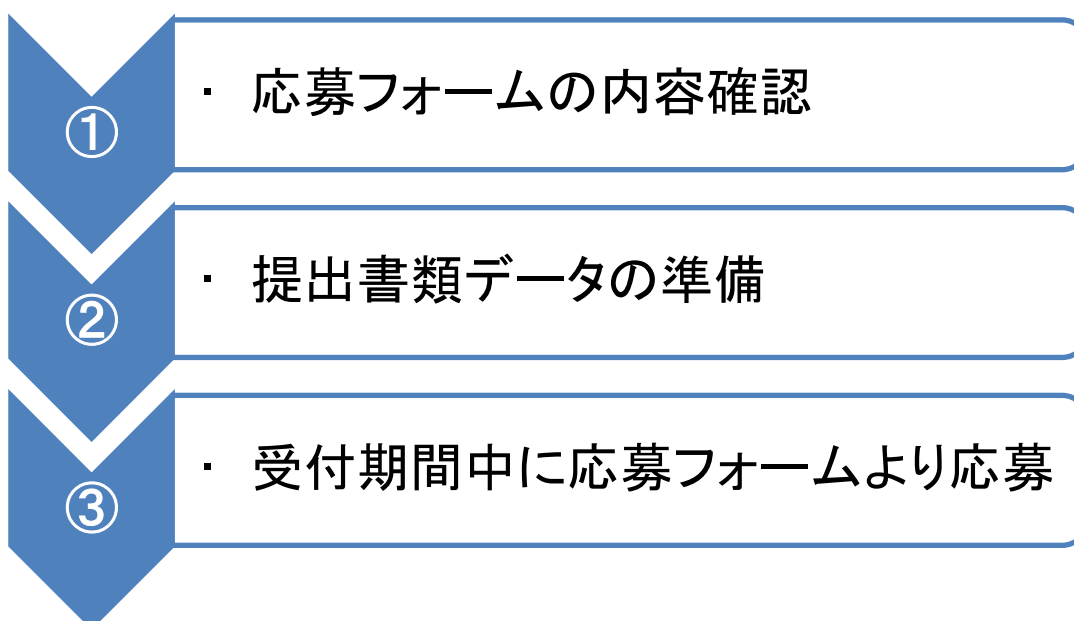 ①
・ 応募フォームの内容確認
②
・ 提出書類データの準備
③
・ 受付期間中に応募フォームより応募